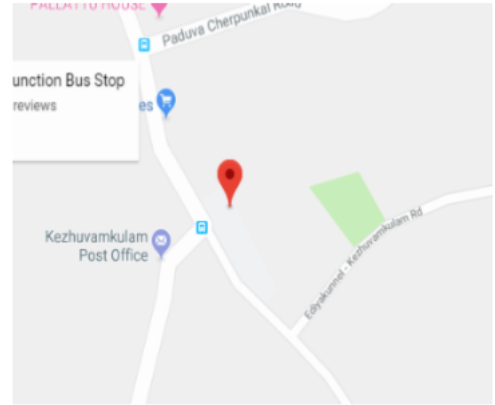 PALLATTU HOUSE
Paduva Cherpunkal Road
unction Bus Stop
reviews
es
Kezhuvamkulam
Post Office
Ediyakunnel - Kezhuvamkulam Rd